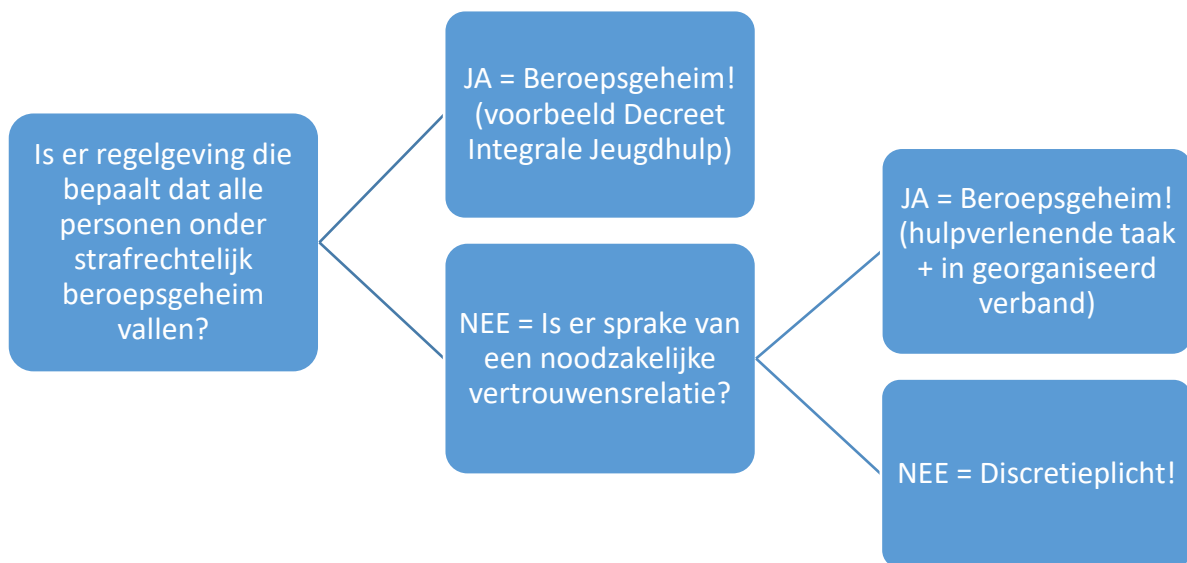 Is er regelgeving die
bepaalt dat alle
personen onder
strafrechtelijk
beroepsgeheim
vallen?
JA = Beroepsgeheim!
(voorbeeld Decreet
Integrale Jeugdhulp)
NEE = Is er sprake van
een noodzakelijke
vertrouwensrelatie?
JA = Beroepsgeheim!
(hulpverlenende taak
+ in georganiseerd
verband)
NEE = Discretieplicht!